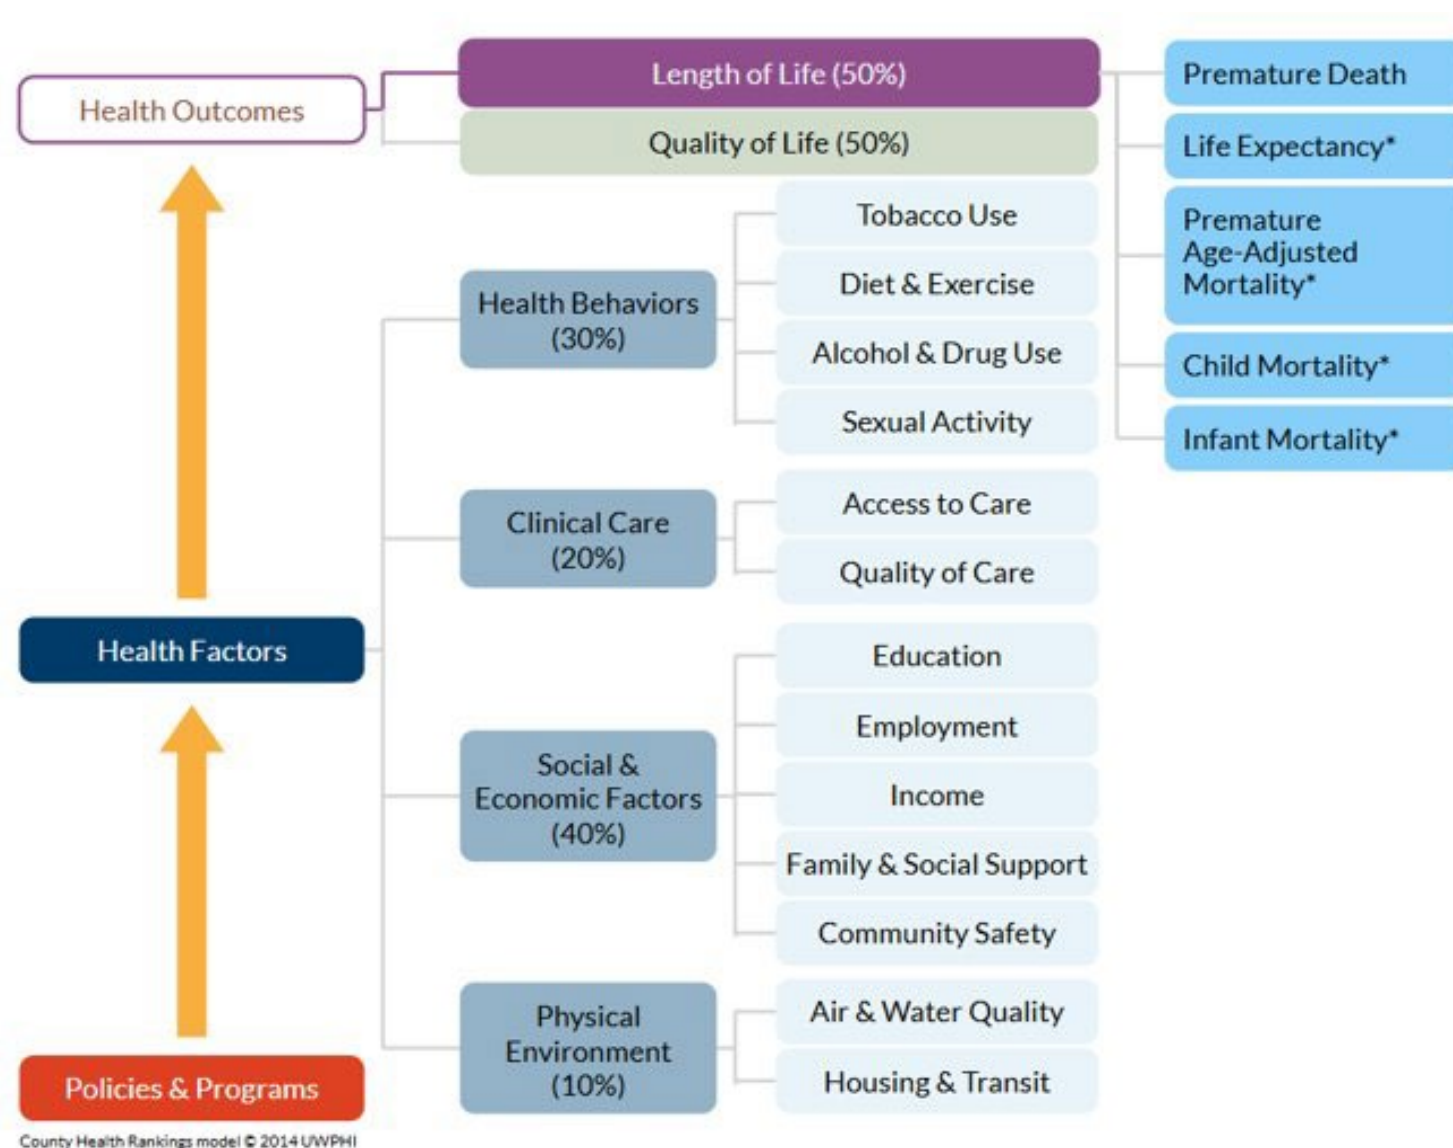 Health Outcomes
Length of Life (50%)
Quality of Life (50%)
Premature Death
Life Expectancy*
Premature
Age-Adjusted
Mortality*
Child Mortality*
Infant Mortality*
Health Behaviors
(30%)
Tobacco Use
Diet & Exercise
Alcohol & Drug Use
Sexual Activity
Clinical Care
(20%)
Access to Care
Quality of Care
Health Factors
Social &
Economic Factors
(40%)
Education
Employment
Income
Family & Social Support
Community Safety
Physical
Environment
(10%)
Air & Water Quality
Housing & Transit
Policies & Programs
County Health Rankings model © 2014 UWPHI